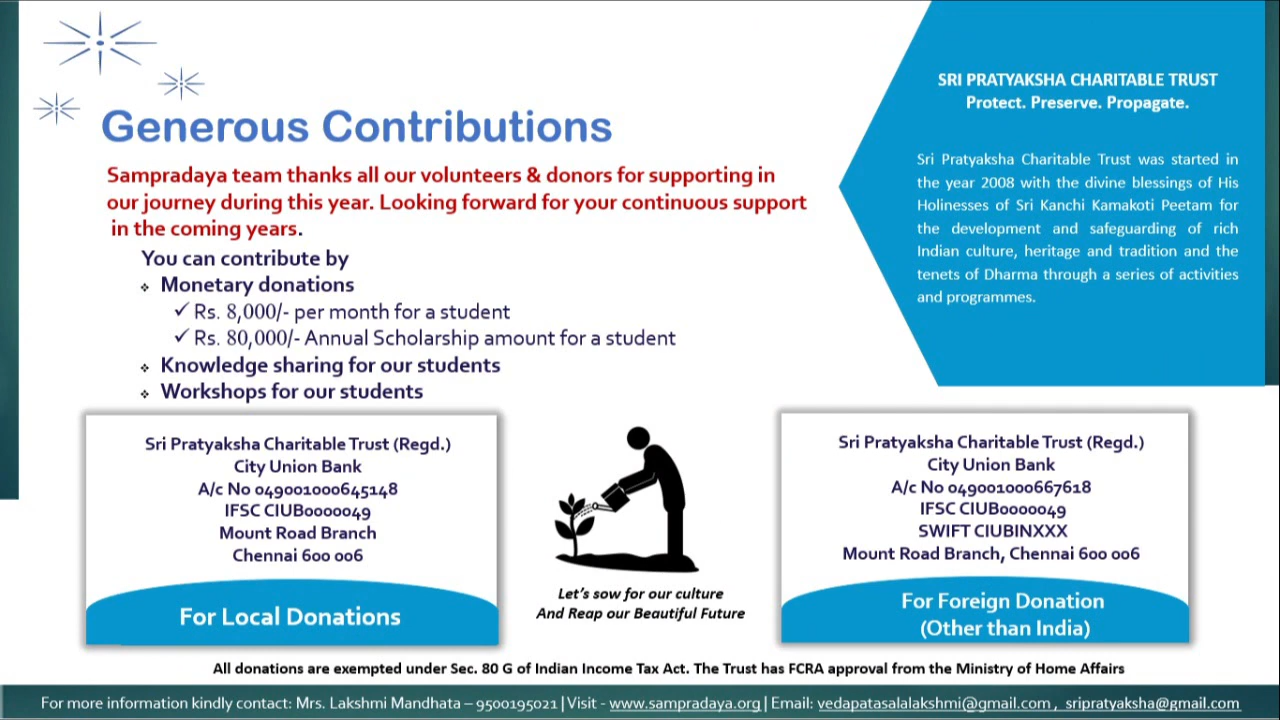 Generous Contributions
Sampradaya team thanks all our volunteers & donors for supporting in
our journey during this year. Looking forward for your continuous support
in the coming years.
You can contribute by
Monetary donations
Rs. 8,000/- per month for a student
Rs. 80,000/- Annual Scholarship amount for a student
Knowledge sharing for our students
Workshops for our students
SRI PRATYAKSHA CHARITABLE TRUST
Protect. Preserve. Propagate.
Sri Pratyaksha Charitable Trust was started in
the year 2008 with the divine blessings of His
Holinesses of Sri Kanchi Kamakoti Peetam for
the development and safeguarding of rich
Indian culture, heritage and tradition and the
tenets of Dharma through a series of activities
and programmes.
Sri Pratyaksha Charitable Trust (Regd.)
City Union Bank
A/c No 049001000645148
IFSC CIUB0000049
Mount Road Branch
Chennai 600 006
For Local Donations
Let's sow for our culture
And Reap our Beautiful Future
Sri Pratyaksha Charitable Trust (Regd.)
City Union Bank
A/c No 049001000667618
IFSC CIUB0000049
SWIFT CIUBINXXX
Mount Road Branch, Chennai 600 006
For Foreign Donation
(Other than India)
All donations are exempted under Sec. 80 G of Indian Income Tax Act. The Trust has FCRA approval from the Ministry of Home Affairs
For more information kindly contact: Mrs. Lakshmi Mandhata – 9500195021 | Visit - www.sampradaya.org | Email: vedapatasalalakshmi@gmail.com , sripratyaksha@gmail.com